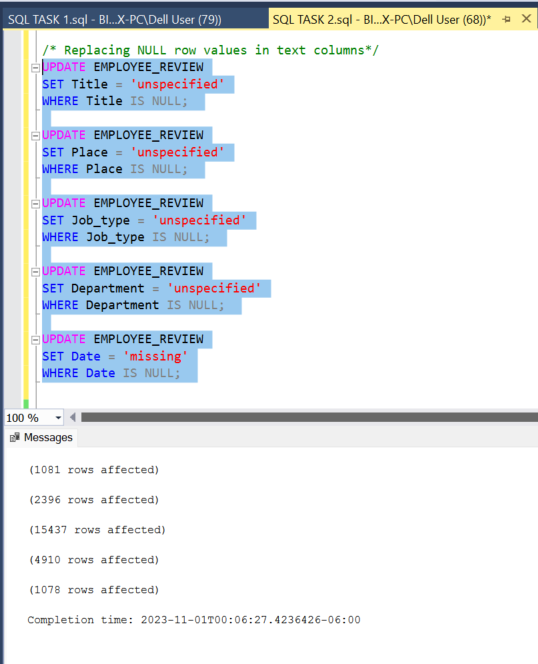 SQL TASK 1.sql - BI...X-PC\Dell User (79))
SQL TASK 2.sql - BI...X-PC\Dell User (68))*
/* Replacing NULL row values in text columns*/
UPDATE EMPLOYEE_REVIEW
SET Title = 'unspecified'
WHERE Title IS NULL;
UPDATE EMPLOYEE_REVIEW
SET Place = 'unspecified'
WHERE Place IS NULL;
UPDATE EMPLOYEE_REVIEW
SET Job_type = 'unspecified'
WHERE Job_type IS NULL;
UPDATE EMPLOYEE_REVIEW
SET Department = 'unspecified'
WHERE Department IS NULL;
UPDATE EMPLOYEE_REVIEW
SET Date = 'missing'
WHERE Date IS NULL;
100 %
Messages
(1081 rows affected)
(2396 rows affected)
(15437 rows affected)
(4910 rows affected)
(1078 rows affected)
Completion time: 2023-11-01T00:06:27.4236426-06:00